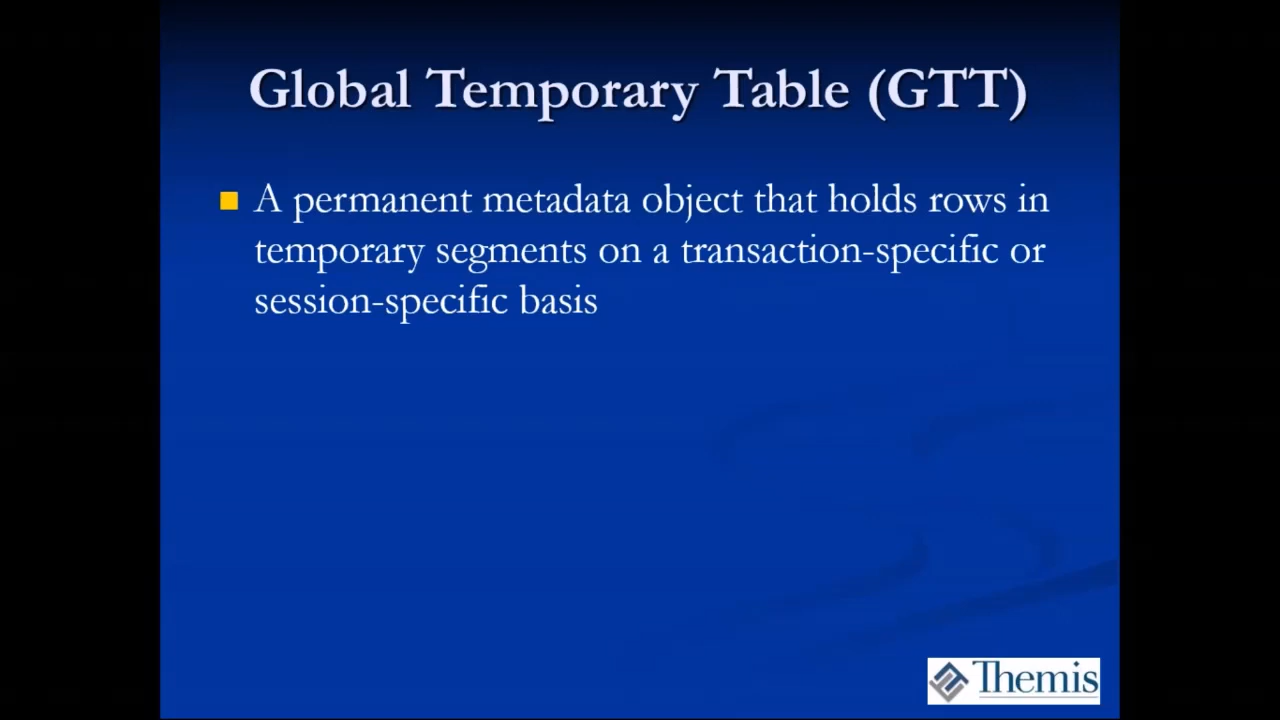 Global Temporary Table (GTT)
A permanent metadata object that holds rows in
temporary segments on a transaction-specific or
session-specific basis
Themis